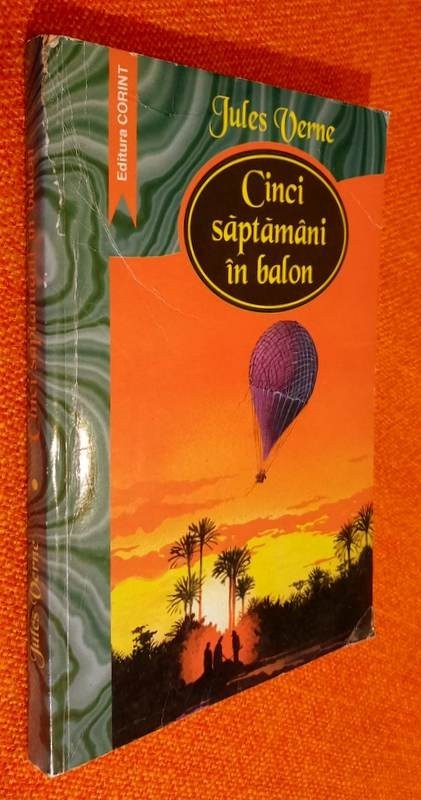 Editura CORINT
Jules Verne
Cinci
săptămâni
în balon
Jules Verne